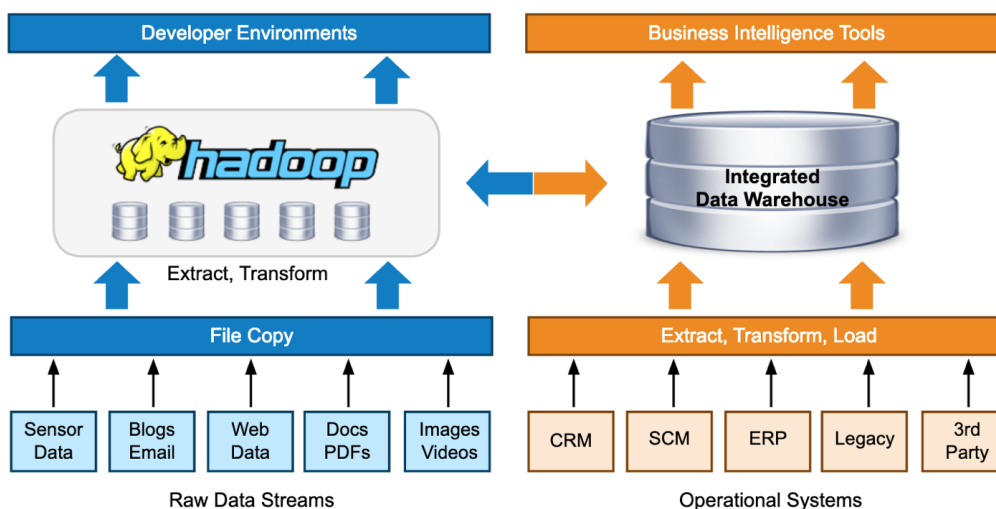 Developer Environments
Business Intelligence Tools
hadoop
Integrated
Data Warehouse
Extract, Transform
File Copy
Extract, Transform, Load
Sensor
Data
Blogs
Email
Web
Data
Docs
PDFs
Images
Videos
CRM
SCM
ERP
Legacy
3rd
Party
Raw Data Streams
Operational Systems